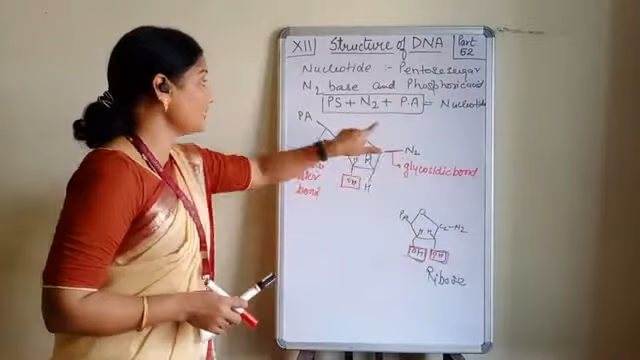 XII Structure of DNA Part 52
Nucleotide :- Pentose sugar
N2 base and Phosphoric acid
PS + N2 + P.A = Nucleotide
PA
N2
H
glycosidic bond
OH H
bond
PA C2-N2
H H
OH OH
Ribose